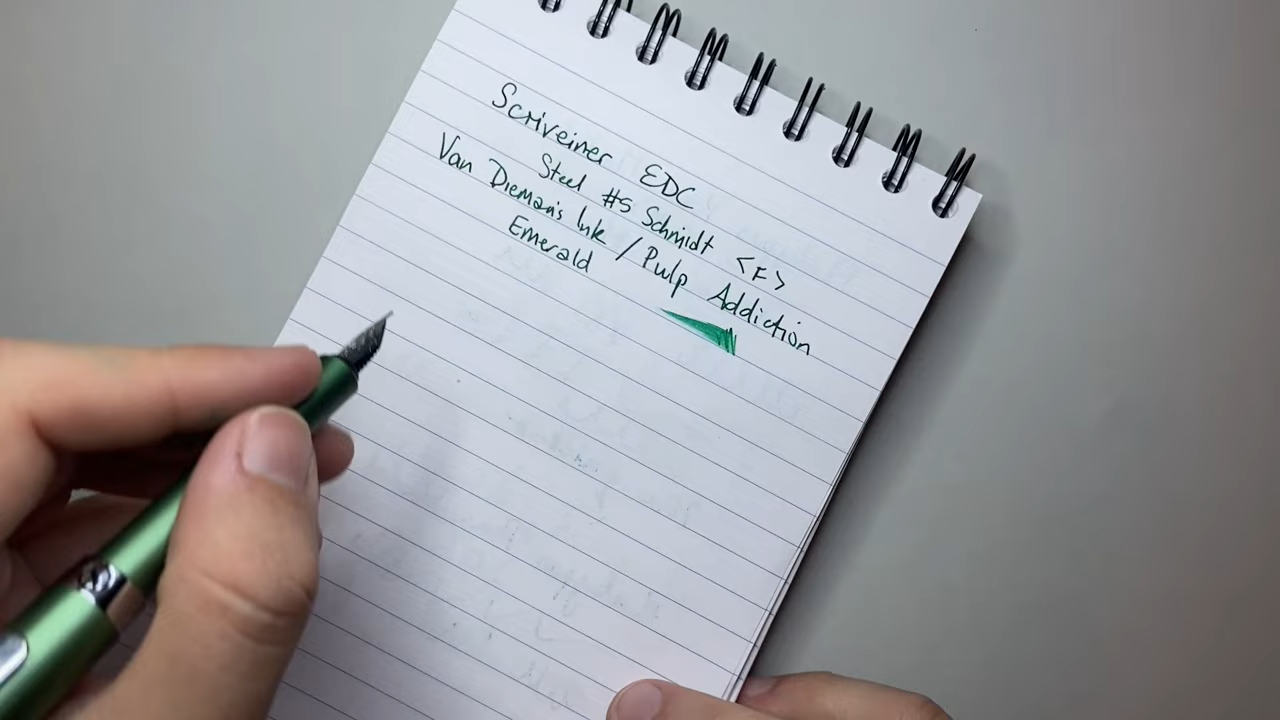 Scriveiner EDC
Steel #5 Schmidt <F>
Van Dieman's Ink / Pulp Addiction
Emerald